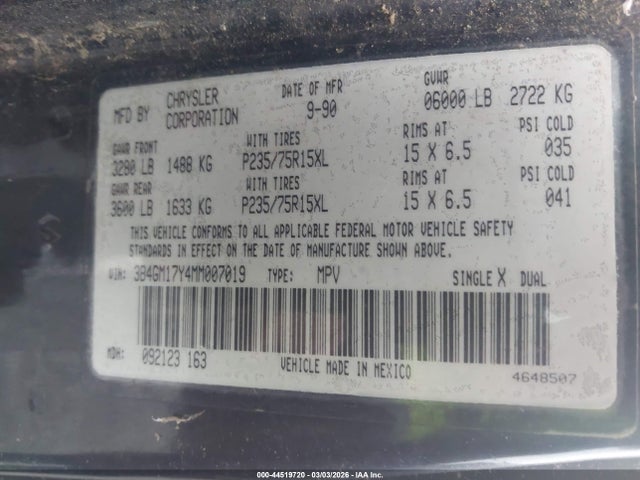 MFD BY CHRYSLER CORPORATION DATE OF MFR 9-90 GVWR 06000 LB 2722 KG
GAWR FRONT WITH TIRES RIMS AT PSI COLD
3280 LB 1488 KG P235/75R15XL 15 X 6.5 035
GAWR REAR WITH TIRES RIMS AT PSI COLD
3600 LB 1633 KG P235/75R15XL 15 X 6.5 041
THIS VEHICLE CONFORMS TO ALL APPLICABLE FEDERAL MOTOR VEHICLE SAFETY
STANDARDS IN EFFECT ON THE DATE OF MANUFACTURE SHOWN ABOVE.
VIN: 3B4GM17Y4MM007019 TYPE: MPV SINGLE X DUAL
MDH: 092123 163 VEHICLE MADE IN MEXICO 4648507
000-44519720 - 03/03/2026 - IAA Inc.